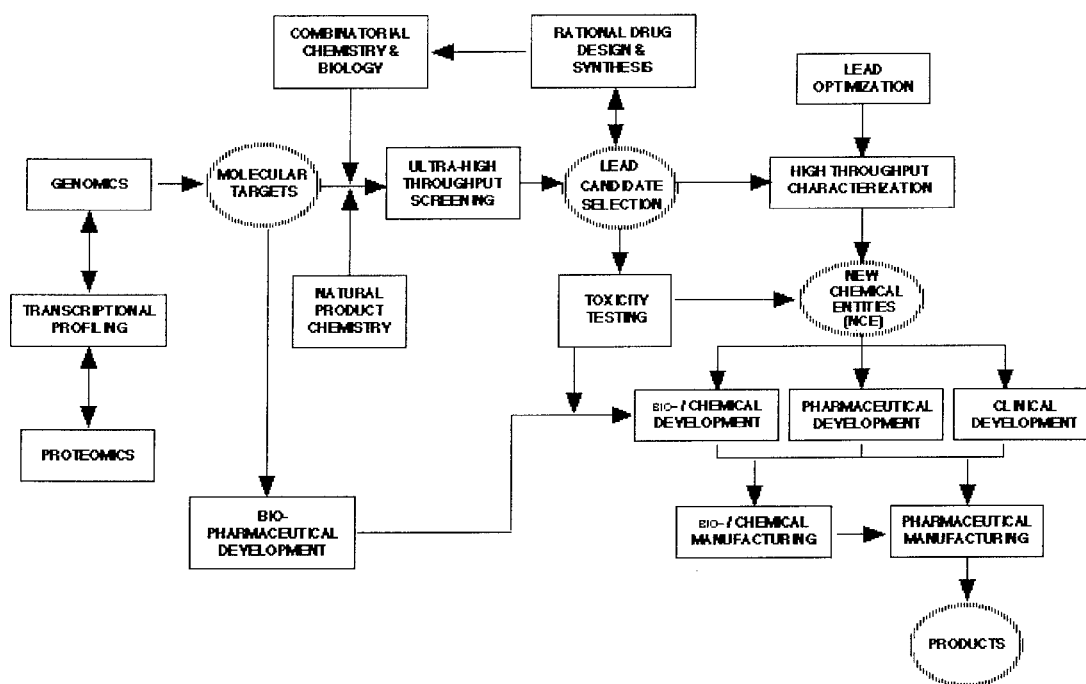 COMBINATORIAL
CHEMISTRY &
BIOLOGY
RATIONAL DRUG
DESIGN &
SYNTHESIS
LEAD
OPTIMIZATION
GENOMICS
MOLECULAR
TARGETS
ULTRA-HIGH
THROUGHPUT
SCREENING
LEAD
CANDIDATE
SELECTION
HIGH THROUGHPUT
CHARACTERIZATION
TRANSCRIPTIONAL
PROFILING
NATURAL
PRODUCT
CHEMISTRY
TOXICITY
TESTING
NEW
CHEMICAL
ENTITIES
(NCE)
PROTEOMICS
BIO- / CHEMICAL
DEVELOPMENT
PHARMACEUTICAL
DEVELOPMENT
CLINICAL
DEVELOPMENT
BIO-
PHARMACEUTICAL
DEVELOPMENT
BIO- / CHEMICAL
MANUFACTURING
PHARMACEUTICAL
MANUFACTURING
PRODUCTS